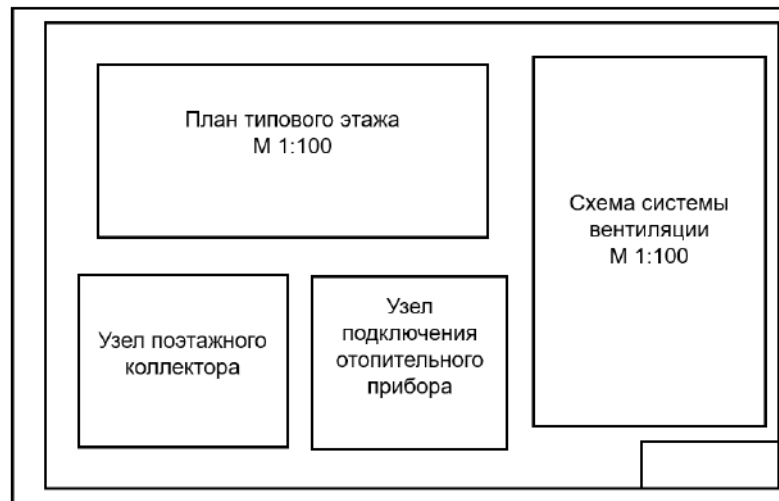 План типового этажа
М 1:100
Схема системы
вентиляции
М 1:100
Узел поэтажного
коллектора
Узел
подключения
отопительного
прибора